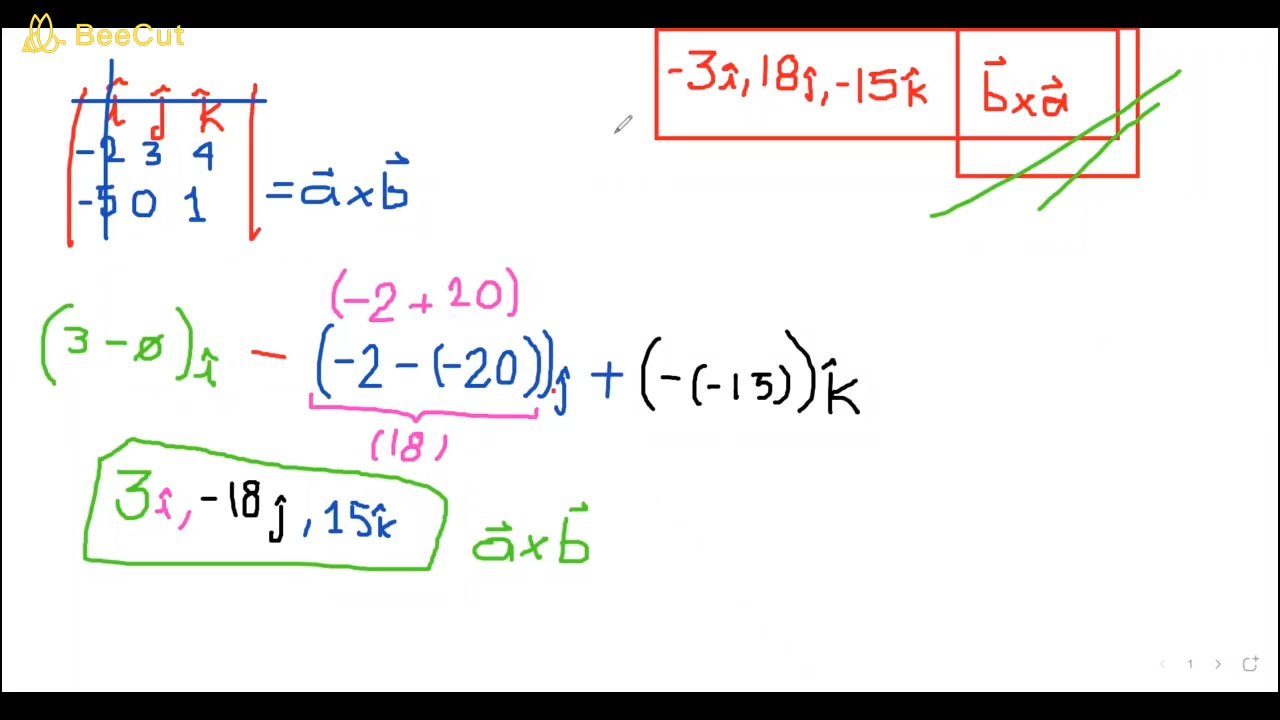 BeeCut
-3î, 18ĵ, -15k̂ b⃗ x a⃗
î ĵ k̂
-2 3 4
-5 0 1
= a⃗ x b⃗
(-2 + 20)
(3 - 0)î - (-2 - (-20))ĵ + (-(-15))k̂
(18)
3î, -18ĵ, 15k̂
a⃗ x b⃗
1